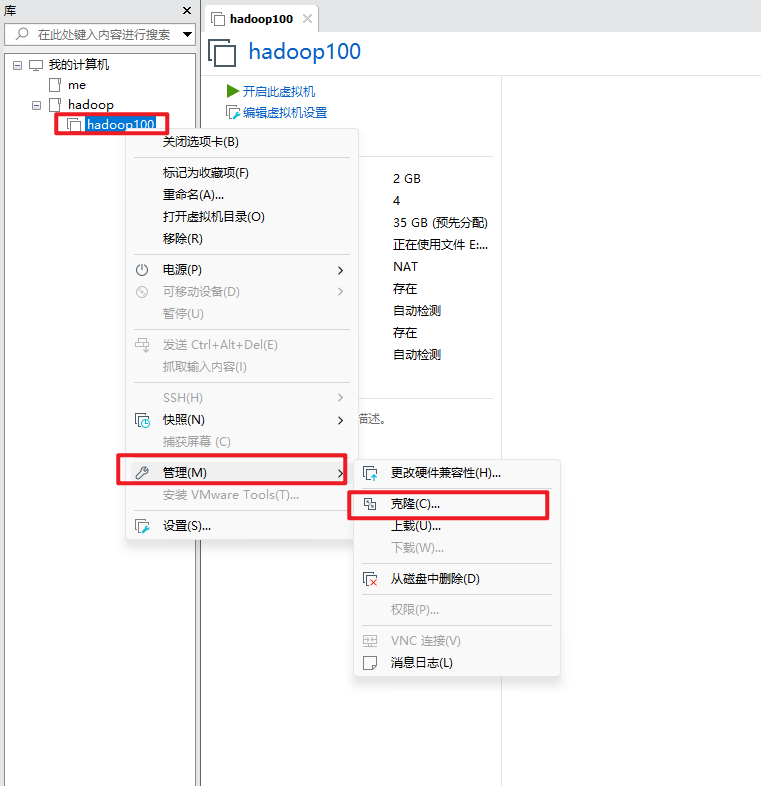 库
在此处键入内容进行搜索
我的计算机
me
hadoop
hadoop100
hadoop100
hadoop100
开启此虚拟机
编辑虚拟机设置
2 GB
4
35 GB (预先分配)
正在使用文件 E:...
NAT
存在
自动检测
存在
自动检测
描述。
关闭选项卡(B)
标记为收藏项(F)
重命名(A)...
打开虚拟机目录(O)
移除(R)
电源(P)
可移动设备(D)
暂停(U)
发送 Ctrl+Alt+Del(E)
抓取输入内容(I)
SSH(H)
快照(N)
捕获屏幕 (C)
管理(M)
安装 VMware Tools(T)...
设置(S)...
更改硬件兼容性(H)...
克隆(C)...
上载(U)...
下载(W)...
从磁盘中删除(D)
权限(P)...
VNC 连接(V)
消息日志(L)